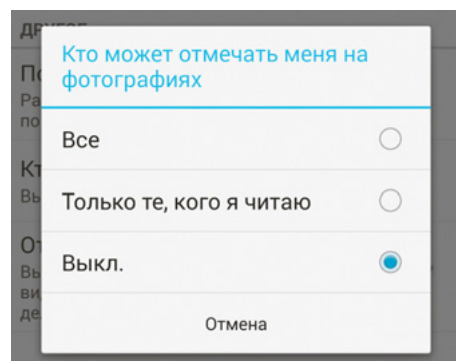 Кто может отмечать меня на
фотографиях
Все
Только те, кого я читаю
Выкл.
Отмена